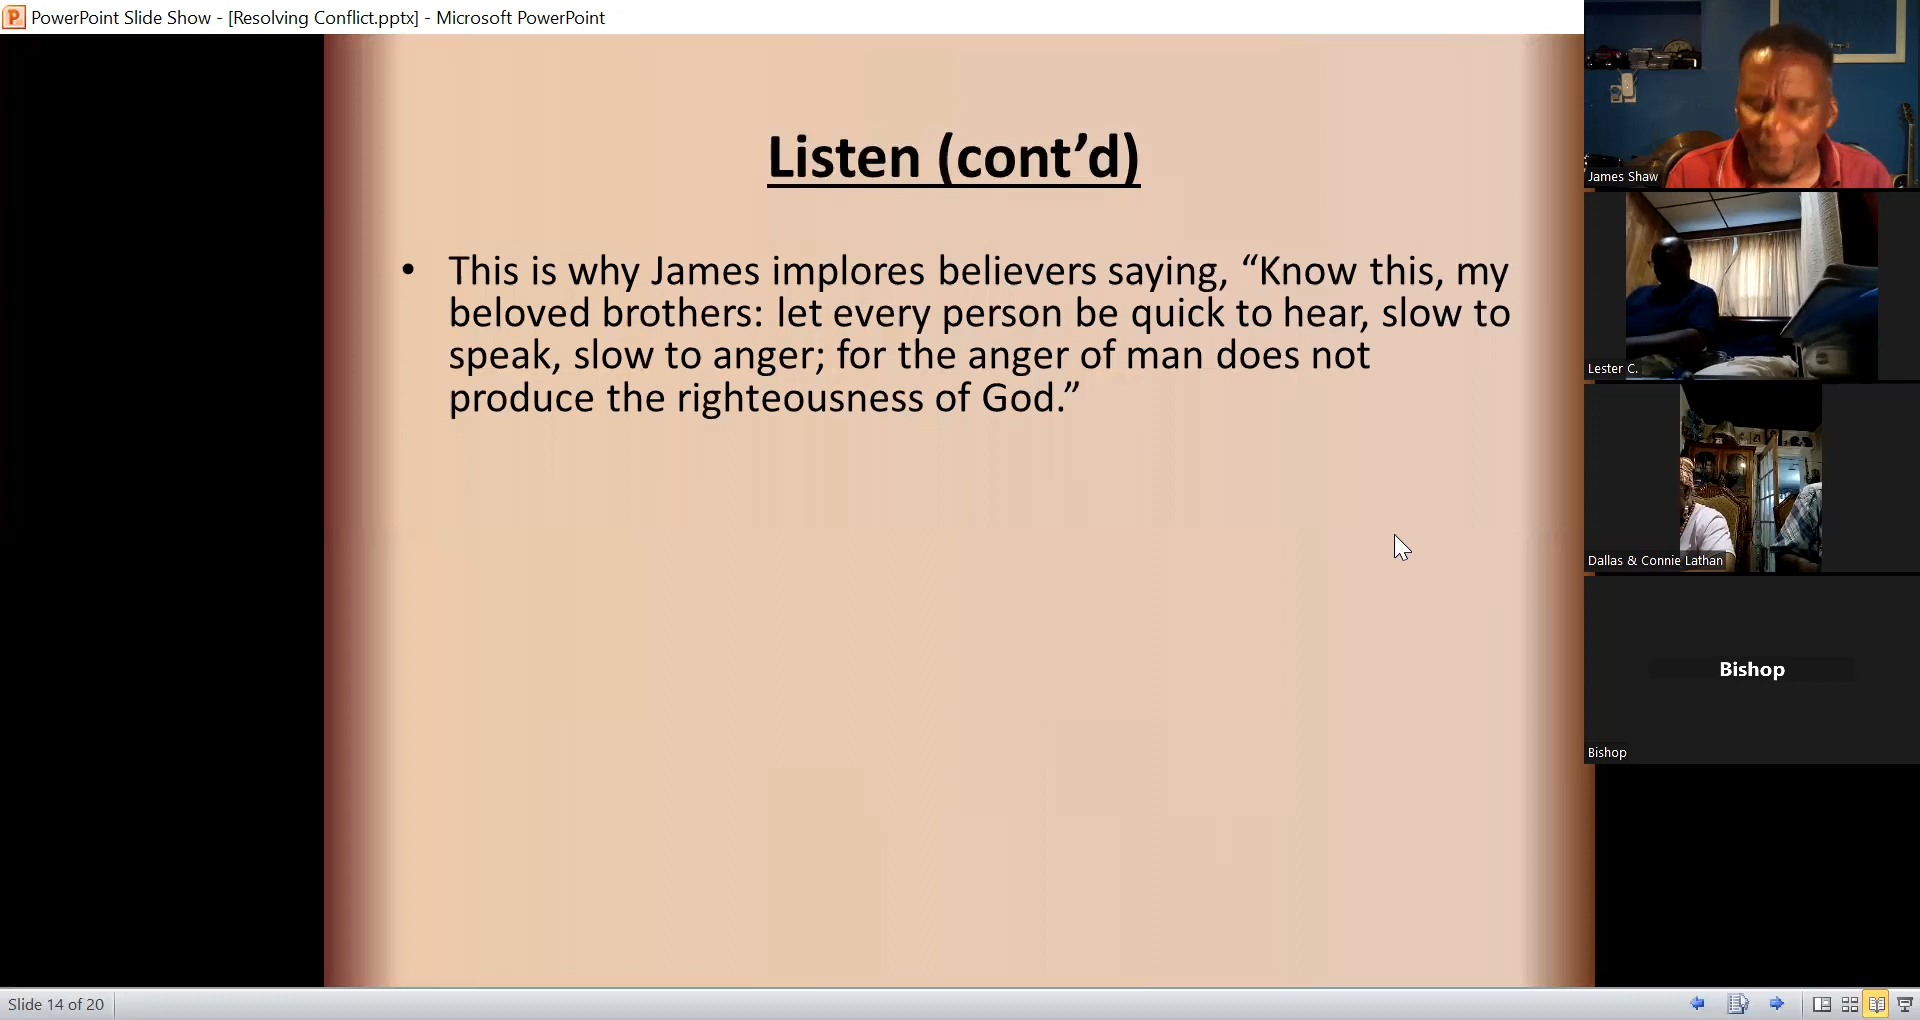 PowerPoint Slide Show - [Resolving Conflict.pptx] - Microsoft PowerPoint
Listen (cont’d)
• This is why James implores believers saying, “Know this, my
beloved brothers: let every person be quick to hear, slow to
speak, slow to anger; for the anger of man does not
produce the righteousness of God.”
James Shaw
Lester C.
Dallas & Connie Lathan
Bishop
Bishop
Slide 14 of 20